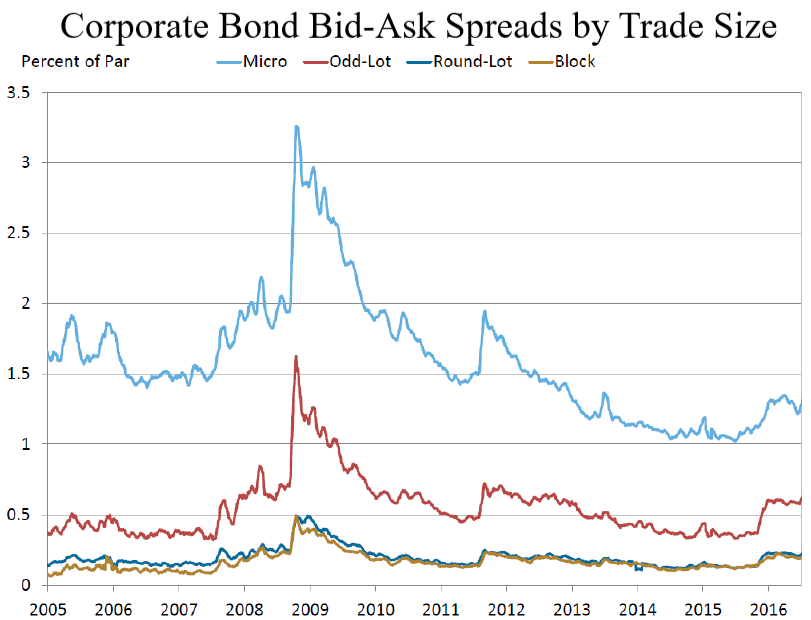 Corporate Bond Bid-Ask Spreads by Trade Size
Percent of Par Micro Odd-Lot Round-Lot Block
3.5
3
2.5
2
1.5
1
0.5
0
2005 2006 2007 2008 2009 2010 2011 2012 2013 2014 2015 2016